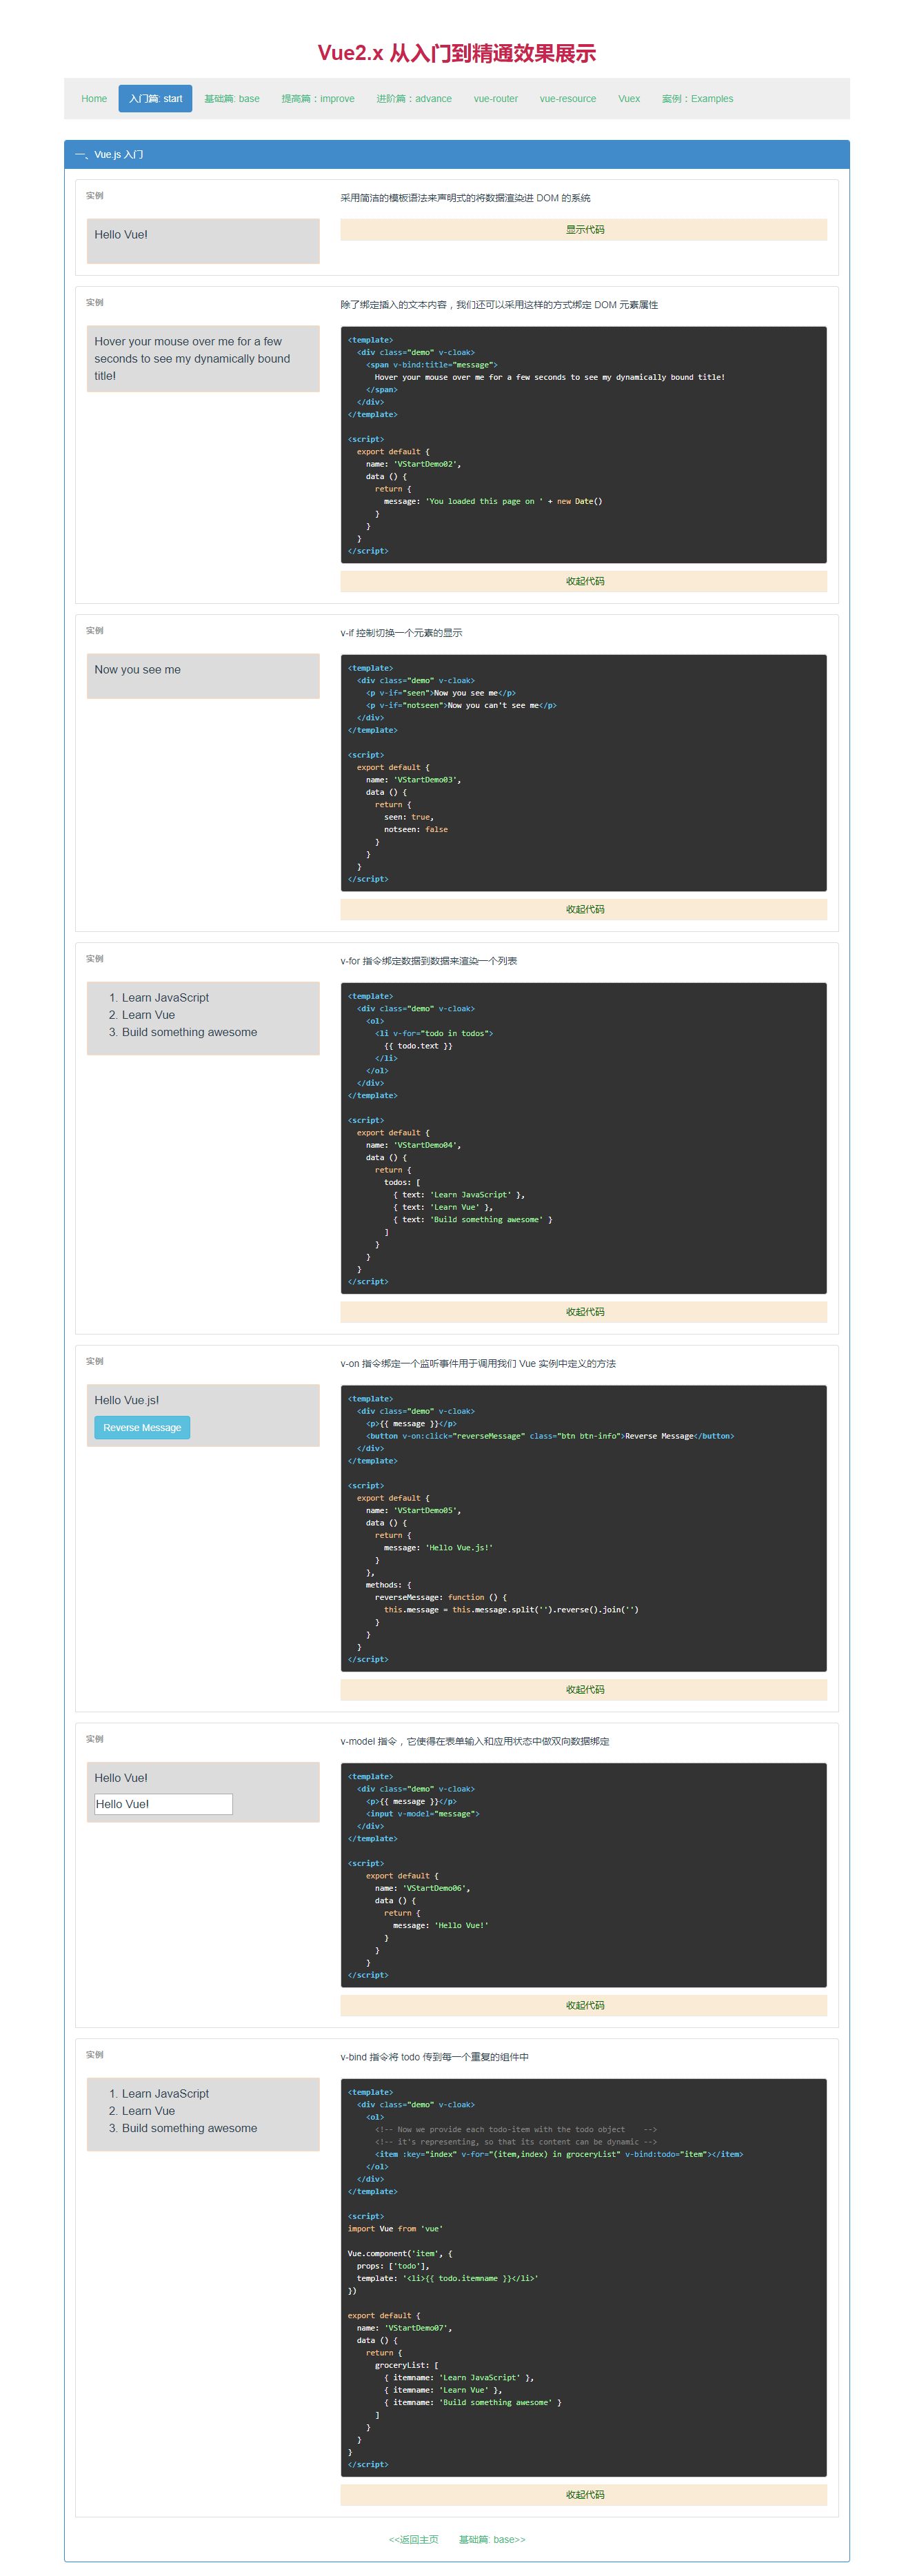 Vue2.x 从入门到精通效果展示
Home 入门篇: start 基础篇: base 提高篇：improve 进阶篇：advance vue-router vue-resource Vuex 案例：Examples
一、Vue.js 入门
实例
采用简洁的模板语法来声明式的将数据渲染进 DOM 的系统
Hello Vue!
显示代码
实例
除了绑定插入的文本内容，我们还可以采用这样的方式绑定 DOM 元素属性
Hover your mouse over me for a few
seconds to see my dynamically bound
title!
<template>
  <div class="demo" v-cloak>
    <span v-bind:title="message">
      Hover your mouse over me for a few seconds to see my dynamically bound title!
    </span>
  </div>
</template>
<script>
  export default {
    name: 'VStartDemo02',
    data () {
      return {
        message: 'You loaded this page on ' + new Date()
      }
    }
  }
</script>
收起代码
实例
v-if 控制切换一个元素的显示
Now you see me
<template>
  <div class="demo" v-cloak>
    <p v-if="seen">Now you see me</p>
    <p v-if="notseen">Now you can't see me</p>
  </div>
</template>
<script>
  export default {
    name: 'VStartDemo03',
    data () {
      return {
        seen: true,
        notseen: false
      }
    }
  }
</script>
收起代码
实例
v-for 指令绑定数据到数据来渲染一个列表
1. Learn JavaScript
2. Learn Vue
3. Build something awesome
<template>
  <div class="demo" v-cloak>
    <ol>
      <li v-for="todo in todos">
        {{ todo.text }}
      </li>
    </ol>
  </div>
</template>
<script>
  export default {
    name: 'VStartDemo04',
    data () {
      return {
        todos: [
          { text: 'Learn JavaScript' },
          { text: 'Learn Vue' },
          { text: 'Build something awesome' }
        ]
      }
    }
  }
</script>
收起代码
实例
v-on 指令绑定一个监听事件用于调用我们 Vue 实例中定义的方法
Hello Vue.js!
Reverse Message
<template>
  <div class="demo" v-cloak>
    <p>{{ message }}</p>
    <button v-on:click="reverseMessage" class="btn btn-info">Reverse Message</button>
  </div>
</template>
<script>
  export default {
    name: 'VStartDemo05',
    data () {
      return {
        message: 'Hello Vue.js!'
      }
    },
    methods: {
      reverseMessage: function () {
        this.message = this.message.split('').reverse().join('')
      }
    }
  }
</script>
收起代码
实例
v-model 指令，它使得在表单输入和应用状态中做双向数据绑定
Hello Vue!
Hello Vue!
<template>
  <div class="demo" v-cloak>
    <p>{{ message }}</p>
    <input v-model="message">
  </div>
</template>
<script>
    export default {
      name: 'VStartDemo06',
      data () {
        return {
          message: 'Hello Vue!'
        }
      }
    }
</script>
收起代码
实例
v-bind 指令将 todo 传到每一个重复的组件中
1. Learn JavaScript
2. Learn Vue
3. Build something awesome
<template>
  <div class="demo" v-cloak>
    <ol>
      <!-- Now we provide each todo-item with the todo object    -->
      <!-- it's representing, so that its content can be dynamic -->
      <item :key="index" v-for="(item,index) in groceryList" v-bind:todo="item"></item>
    </ol>
  </div>
</template>
<script>
import Vue from 'vue'
Vue.component('item', {
  props: ['todo'],
  template: '<li>{{ todo.itemname }}</li>'
})
export default {
  name: 'VStartDemo07',
  data () {
    return {
      groceryList: [
        { itemname: 'Learn JavaScript' },
        { itemname: 'Learn Vue' },
        { itemname: 'Build something awesome' }
      ]
    }
  }
}
</script>
收起代码
<<返回主页 基础篇: base>>